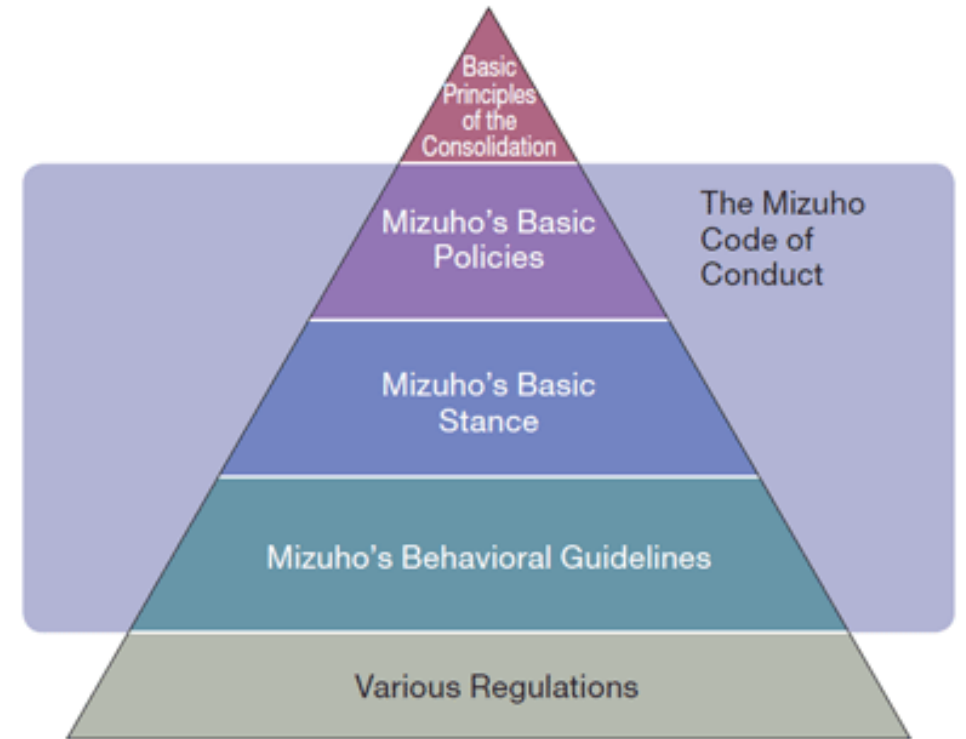 Basic
Principles
of the
Consolidation
Mizuho’s Basic
Policies
The Mizuho
Code of
Conduct
Mizuho’s Basic
Stance
Mizuho’s Behavioral Guidelines
Various Regulations